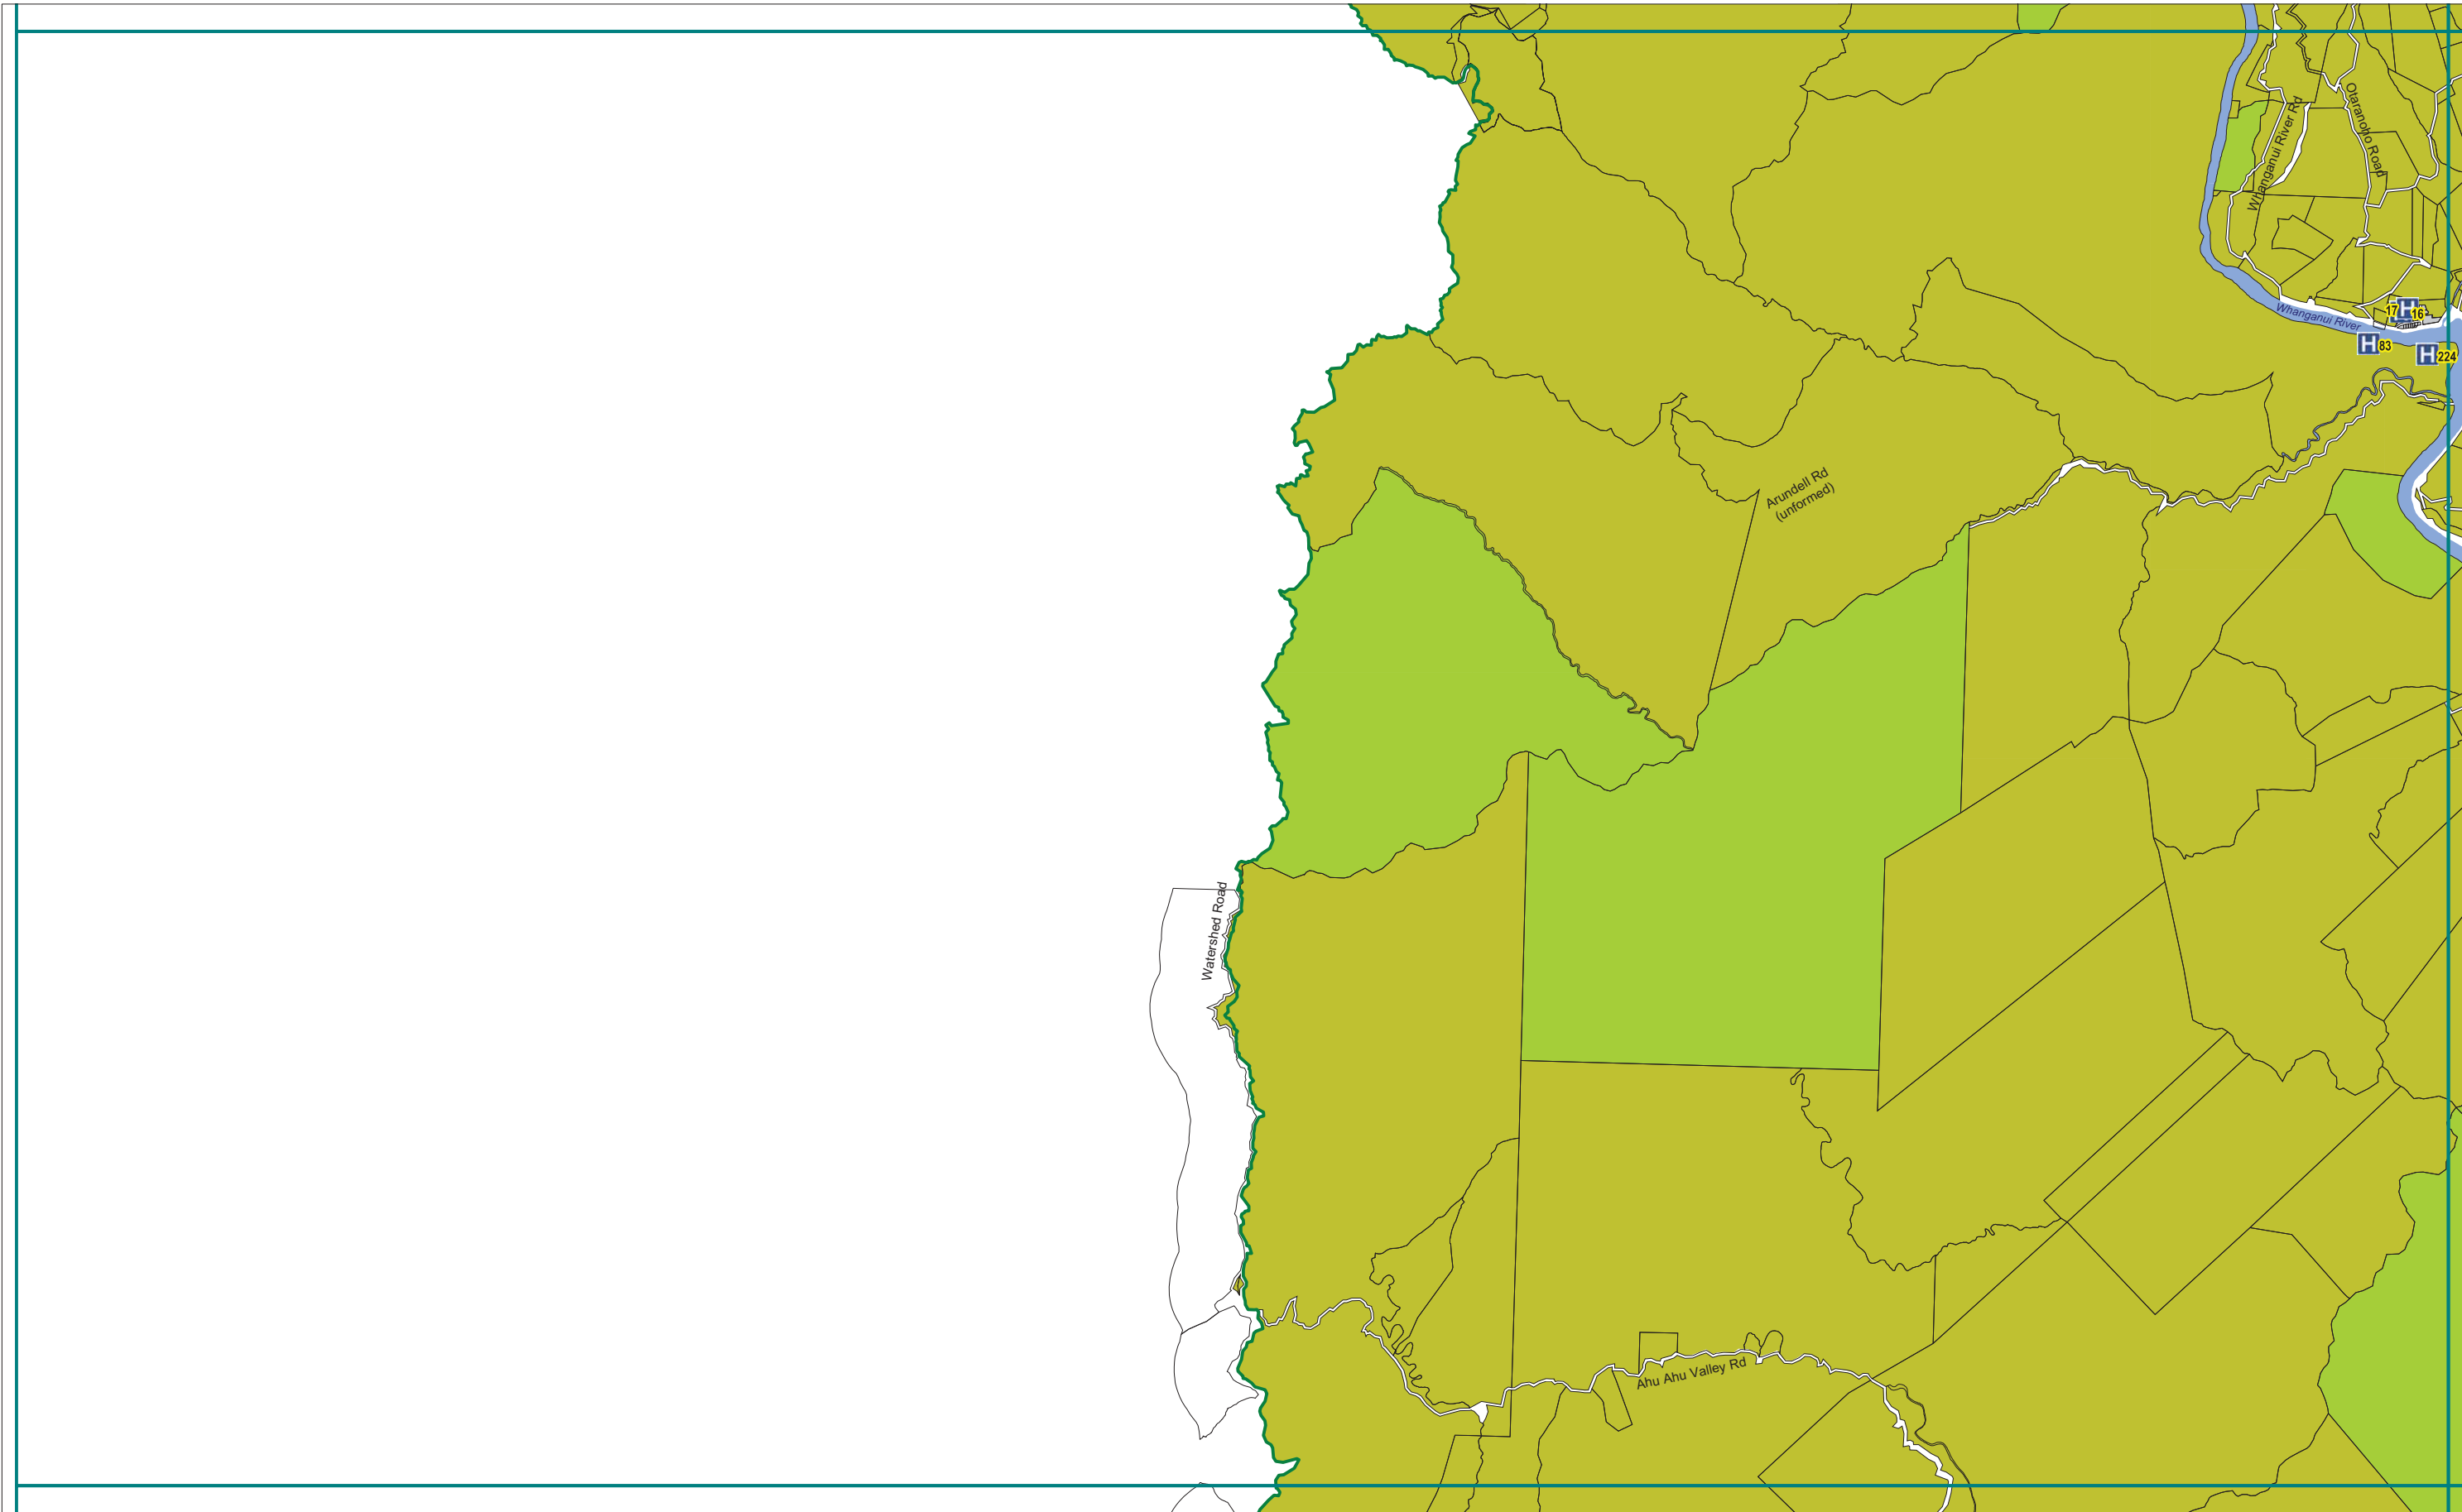 Otaranoho Road
Whanganui River Rd
Whanganui River
H
17
16
H 83
H 224
Arundell Rd
(unformed)
Watershed Road
Ahu Ahu Valley Rd